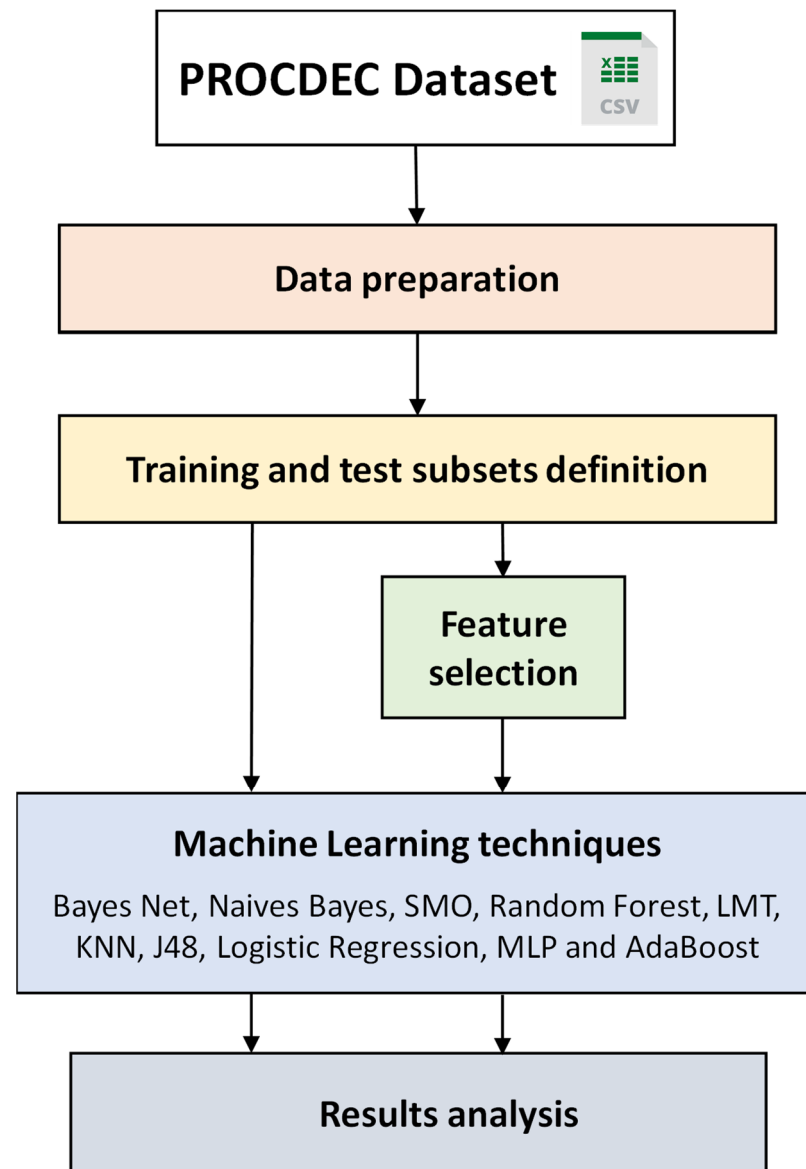 PROCDEC Dataset
X
CSV
Data preparation
Training and test subsets definition
Feature
selection
Machine Learning techniques
Bayes Net, Naives Bayes, SMO, Random Forest, LMT,
KNN, J48, Logistic Regression, MLP and AdaBoost
Results analysis